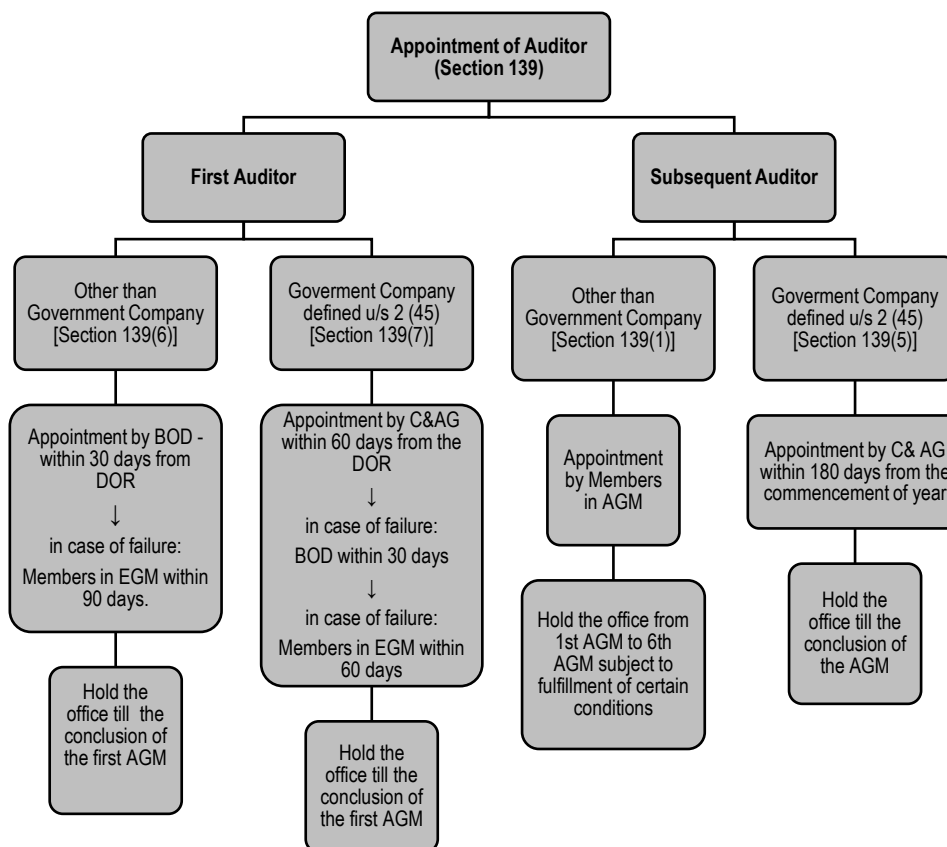 Appointment of Auditor
(Section 139)
First Auditor
Subsequent Auditor
Other than
Government Company
[Section 139(6)]
Goverment Company
defined u/s 2 (45)
[Section 139(7)]
Other than
Government Company
[Section 139(1)]
Goverment Company
defined u/s 2 (45)
[Section 139(5)]
Appointment by BOD -
within 30 days from
DOR
↓
in case of failure:
Members in EGM within
90 days.
Appointment by C&AG
within 60 days from the
DOR
↓
in case of failure:
BOD within 30 days
↓
in case of failure:
Members in EGM within
60 days
Appointment
by Members
in AGM
Appointment by C& AG
within 180 days from the
commencement of year
Hold the
office till the
conclusion of
the first AGM
Hold the
office till the
conclusion of
the first AGM
Hold the office from
1st AGM to 6th
AGM subject to
fulfillment of certain
conditions
Hold the
office till the
conclusion of
the AGM